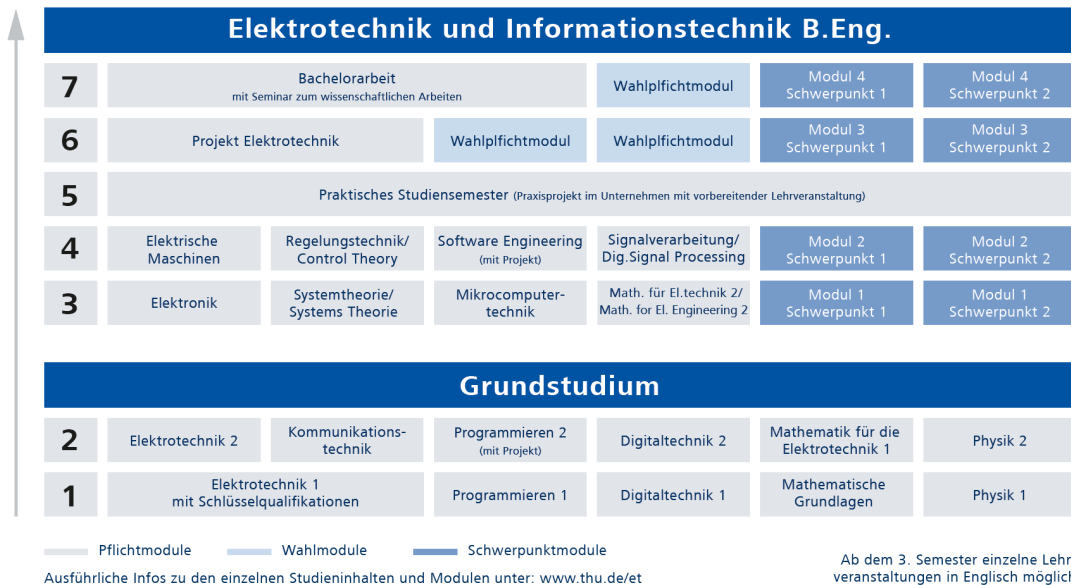 Elektrotechnik und Informationstechnik B.Eng.
7
Bachelorarbeit
mit Seminar zum wissenschaftlichen Arbeiten
Wahlplfichtmodul
Modul 4
Schwerpunkt 1
Modul 4
Schwerpunkt 2
6
Projekt Elektrotechnik
Wahlplfichtmodul
Wahlplfichtmodul
Modul 3
Schwerpunkt 1
Modul 3
Schwerpunkt 2
5
Praktisches Studiensemester (Praxisprojekt im Unternehmen mit vorbereitender Lehrveranstaltung)
4
Elektrische
Maschinen
Regelungstechnik/
Control Theory
Software Engineering
(mit Projekt)
Signalverarbeitung/
Dig.Signal Processing
Modul 2
Schwerpunkt 1
Modul 2
Schwerpunkt 2
3
Elektronik
Systemtheorie/
Systems Theorie
Mikrocomputer-
technik
Math. für El.technik 2/
Math. for El. Engineering 2
Modul 1
Schwerpunkt 1
Modul 1
Schwerpunkt 2
Grundstudium
2
Elektrotechnik 2
Kommunikations-
technik
Programmieren 2
(mit Projekt)
Digitaltechnik 2
Mathematik für die
Elektrotechnik 1
Physik 2
1
Elektrotechnik 1
mit Schlüsselqualifikationen
Programmieren 1
Digitaltechnik 1
Mathematische
Grundlagen
Physik 1
Pflichtmodule
Wahlmodule
Schwerpunktmodule
Ausführliche Infos zu den einzelnen Studieninhalten und Modulen unter: www.thu.de/et
Ab dem 3. Semester einzelne Lehr
veranstaltungen in Englisch möglich